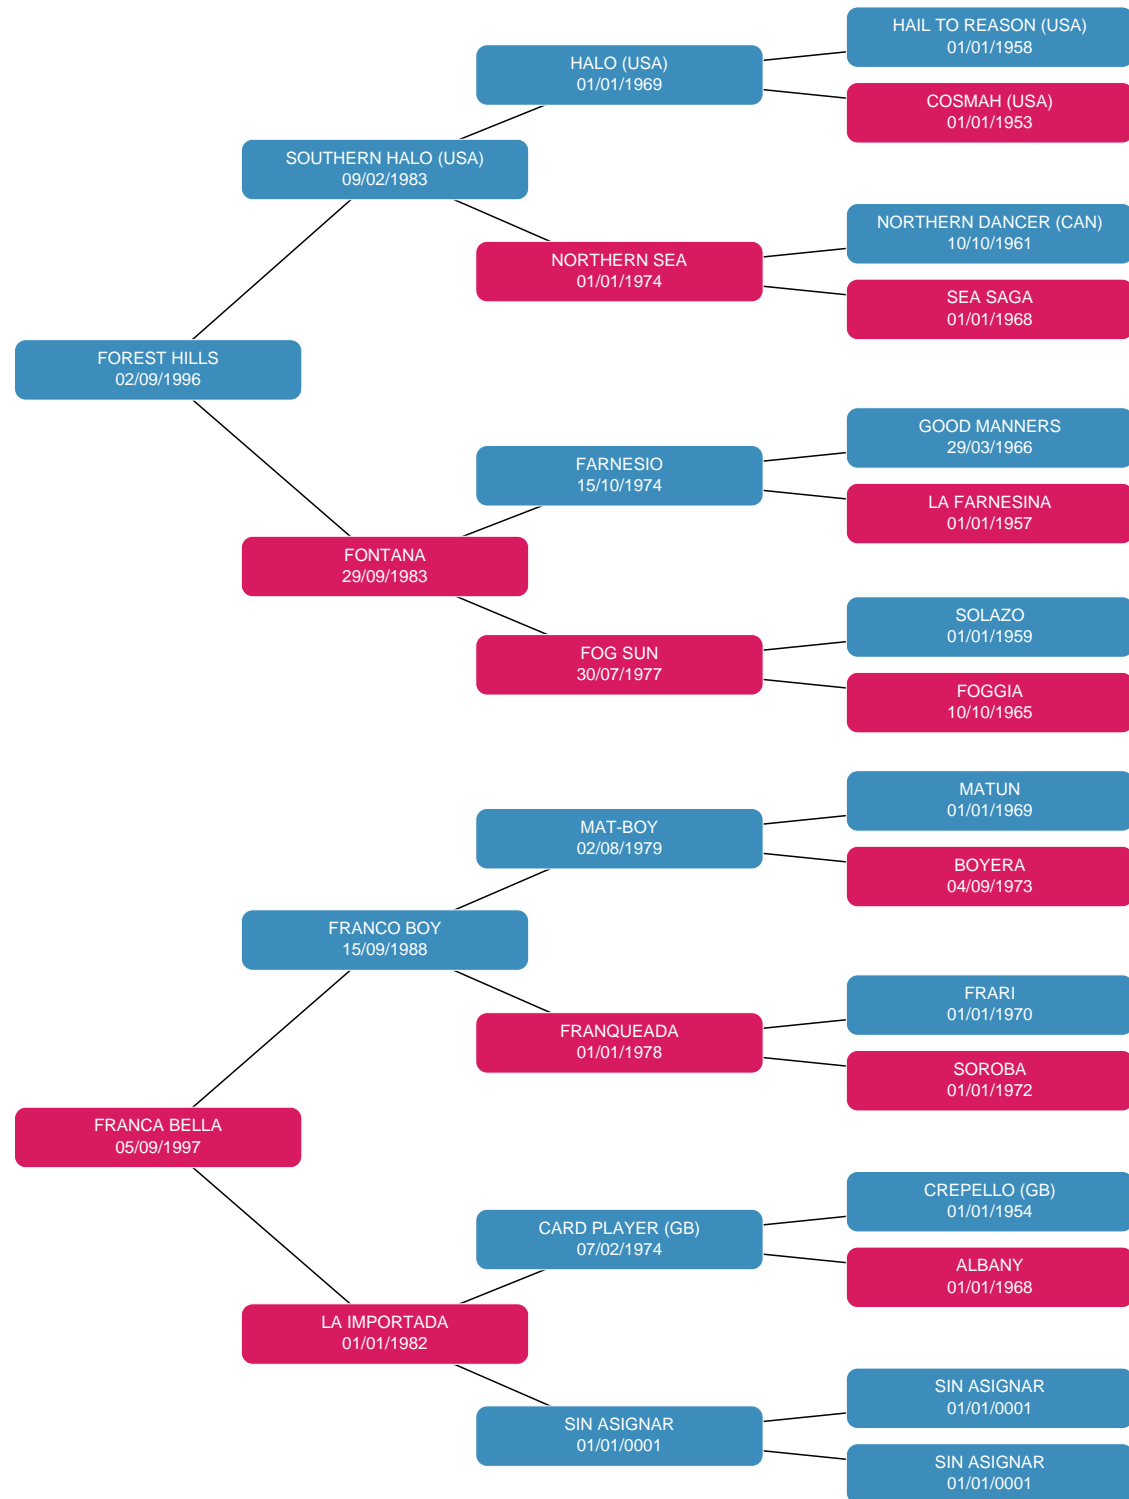 HAIL TO REASON (USA)
01/01/1958
HALO (USA)
01/01/1969
COSMAH (USA)
01/01/1953
SOUTHERN HALO (USA)
09/02/1983
NORTHERN DANCER (CAN)
10/10/1961
NORTHERN SEA
01/01/1974
SEA SAGA
01/01/1968
FOREST HILLS
02/09/1996
GOOD MANNERS
29/03/1966
FARNESIO
15/10/1974
LA FARNESINA
01/01/1957
FONTANA
29/09/1983
SOLAZO
01/01/1959
FOG SUN
30/07/1977
FOGGIA
10/10/1965
MATUN
01/01/1969
MAT-BOY
02/08/1979
BOYERA
04/09/1973
FRANCO BOY
15/09/1988
FRARI
01/01/1970
FRANQUEADA
01/01/1978
SOROBA
01/01/1972
FRANCA BELLA
05/09/1997
CREPELLO (GB)
01/01/1954
CARD PLAYER (GB)
07/02/1974
ALBANY
01/01/1968
LA IMPORTADA
01/01/1982
SIN ASIGNAR
01/01/0001
SIN ASIGNAR
01/01/0001
SIN ASIGNAR
01/01/0001